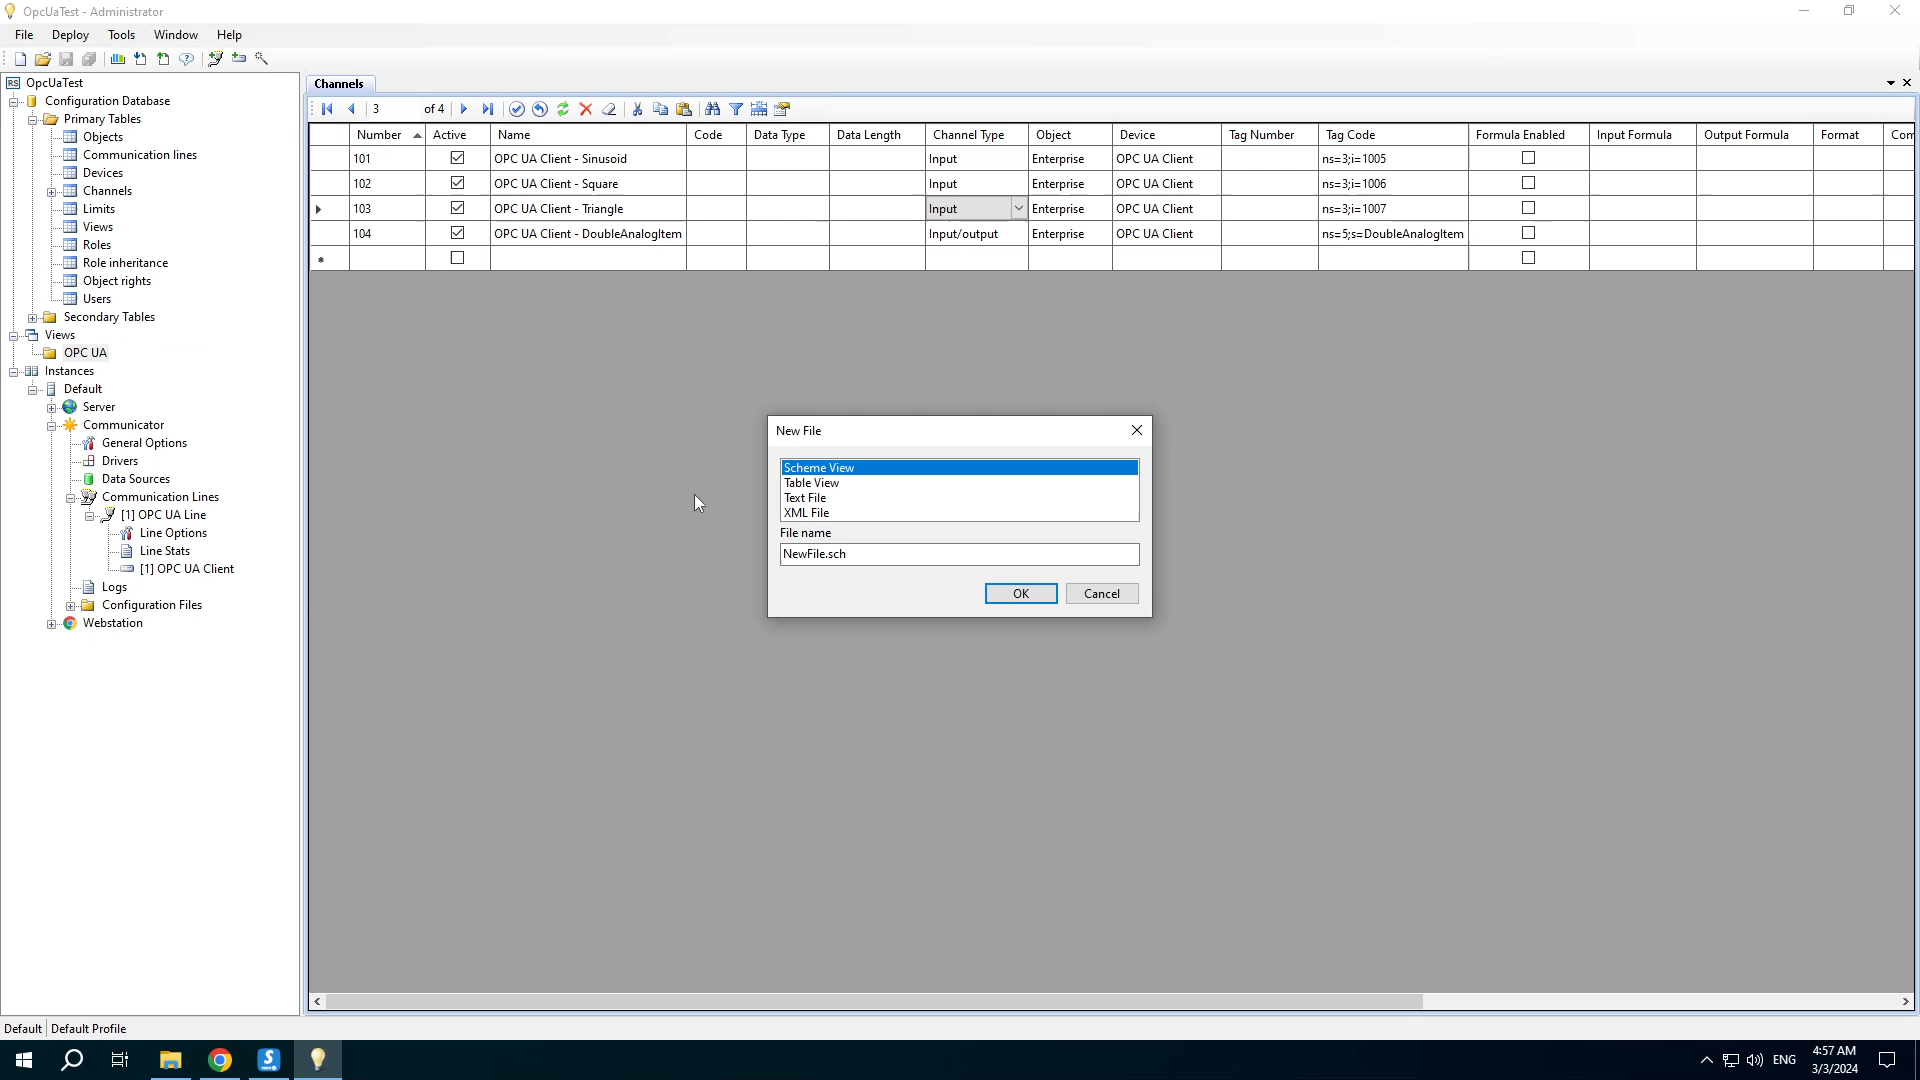 OpcUaTest - Administrator
File Deploy Tools Window Help
OpcUaTest
Configuration Database
Primary Tables
Objects
Communication lines
Devices
Channels
Limits
Views
Roles
Role inheritance
Object rights
Users
Secondary Tables
Views
OPC UA
Instances
Default
Server
Communicator
General Options
Drivers
Data Sources
Communication Lines
[1] OPC UA Line
Line Options
Line Stats
[1] OPC UA Client
Logs
Configuration Files
Webstation
Channels
3 of 4
Number Active Name Code Data Type Data Length Channel Type Object Device Tag Number Tag Code Formula Enabled Input Formula Output Formula Format Com
101 OPC UA Client - Sinusoid Input Enterprise OPC UA Client ns=3;i=1005
102 OPC UA Client - Square Input Enterprise OPC UA Client ns=3;i=1006
103 OPC UA Client - Triangle Input Enterprise OPC UA Client ns=3;i=1007
104 OPC UA Client - DoubleAnalogItem Input/output Enterprise OPC UA Client ns=5;s=DoubleAnalogItem
New File
Scheme View
Table View
Text File
XML File
File name
NewFile.sch
OK Cancel
Default Default Profile
ENG
4:57 AM
3/3/2024